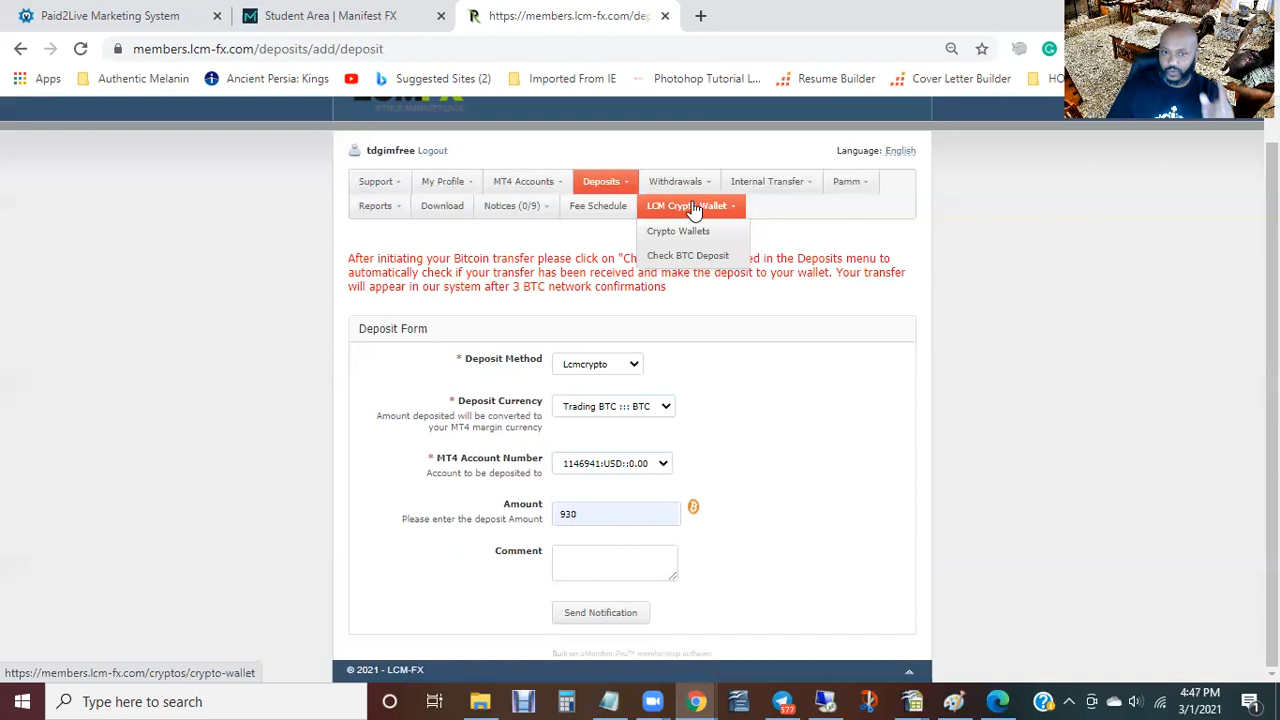 Paid2Live Marketing System
Student Area | Manifest FX
https://members.lcm-fx.com/dep
members.lcm-fx.com/deposits/add/deposit
Apps Authentic Melanin Ancient Persia: Kings Suggested Sites (2) Imported From IE Photohop Tutorial L... Resume Builder Cover Letter Builder HO
tdgimfree Logout
Language: English
Support My Profile MT4 Accounts Deposits Withdrawals Internal Transfer Pamm
Reports Download Notices (0/9) Fee Schedule LCM Crypto Wallet
Crypto Wallets
Check BTC Deposit
After initiating your Bitcoin transfer please click on "Ch ed in the Deposits menu to
automatically check if your transfer has been received and make the deposit to your wallet. Your transfer
will appear in our system after 3 BTC network confirmations
Deposit Form
* Deposit Method
Lcmcrypto
* Deposit Currency
Trading BTC ::: BTC
Amount deposited will be converted to
your MT4 margin currency
* MT4 Account Number
1146941:USD::0.00
Account to be deposited to
Amount
930
Please enter the deposit Amount
Comment
Send Notification
© 2021 - LCM-FX
https://members.lcm-fx.com/cryptos/crypto-wallet
Type here to search
$77
4:47 PM
3/1/2021
1